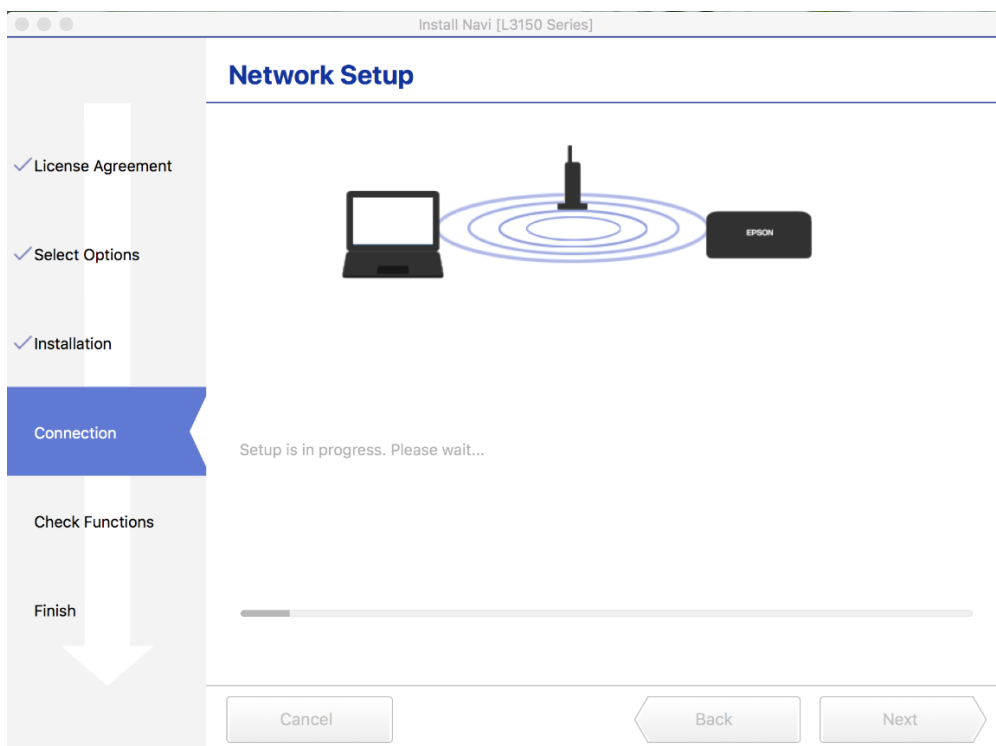 Install Navi [L3150 Series]
Network Setup
License Agreement
Select Options
Installation
Connection
Check Functions
Finish
EPSON
Setup is in progress. Please wait...
Cancel
Back
Next